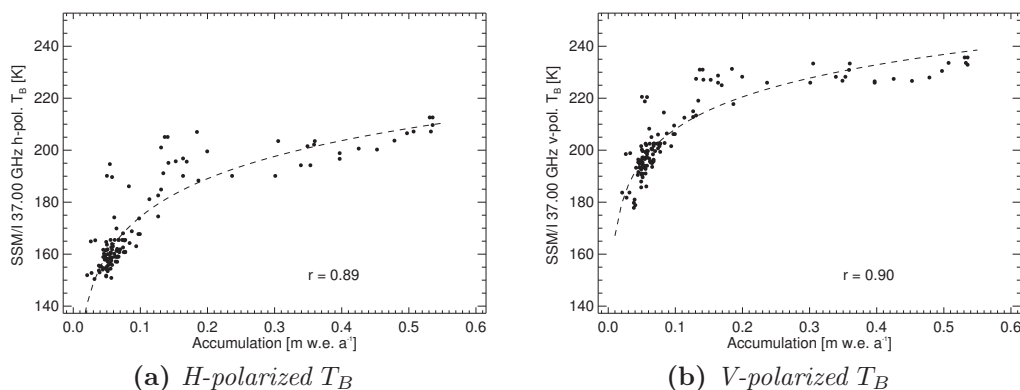 SSM/I 37.00 GHz h-pol. T_B [K]
240
220
200
180
160
140
r = 0.89
0.0 0.1 0.2 0.3 0.4 0.5 0.6
Accumulation [m w.e. a⁻¹]
(a) H-polarized T_B
SSM/I 37.00 GHz v-pol. T_B [K]
240
220
200
180
160
140
r = 0.90
0.0 0.1 0.2 0.3 0.4 0.5 0.6
Accumulation [m w.e. a⁻¹]
(b) V-polarized T_B